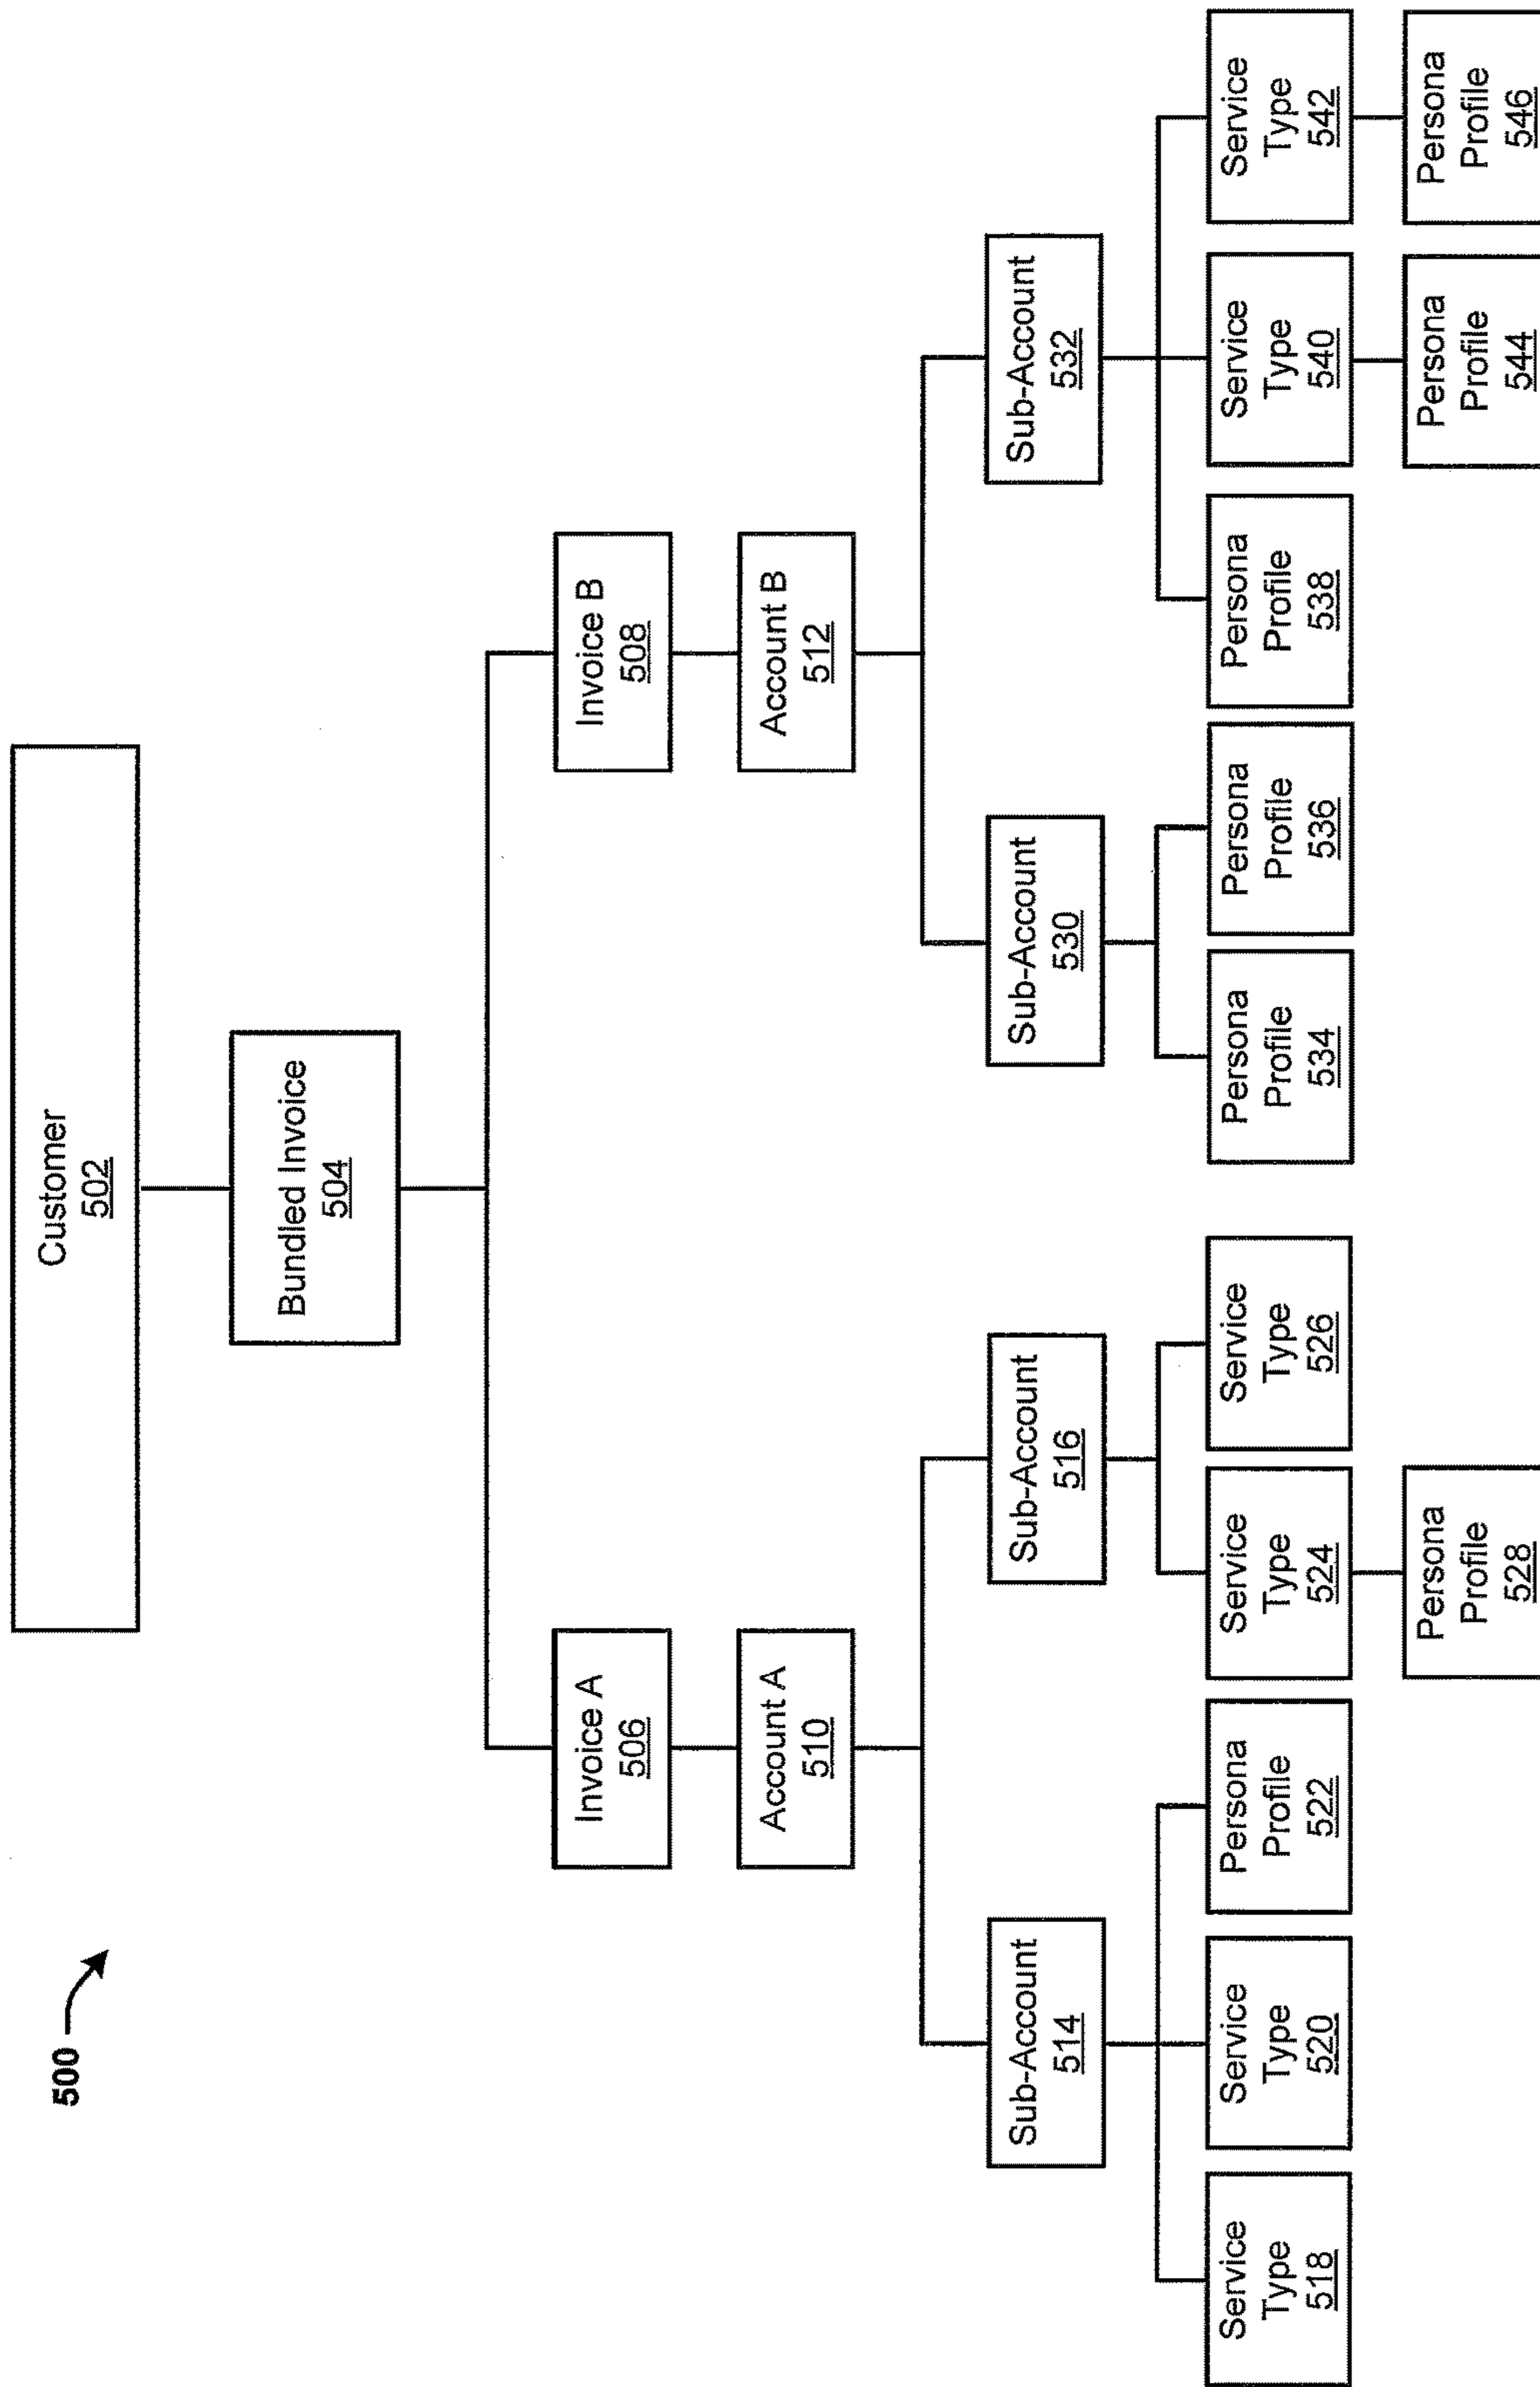 500
Customer
502
Bundled Invoice
504
Invoice A
506
Invoice B
508
Account A
510
Account B
512
Sub-Account
514
Sub-Account
516
Sub-Account
530
Sub-Account
532
Service
Type
518
Service
Type
520
Persona
Profile
522
Service
Type
524
Service
Type
526
Persona
Profile
534
Persona
Profile
536
Persona
Profile
538
Service
Type
540
Service
Type
542
Persona
Profile
528
Persona
Profile
544
Persona
Profile
546